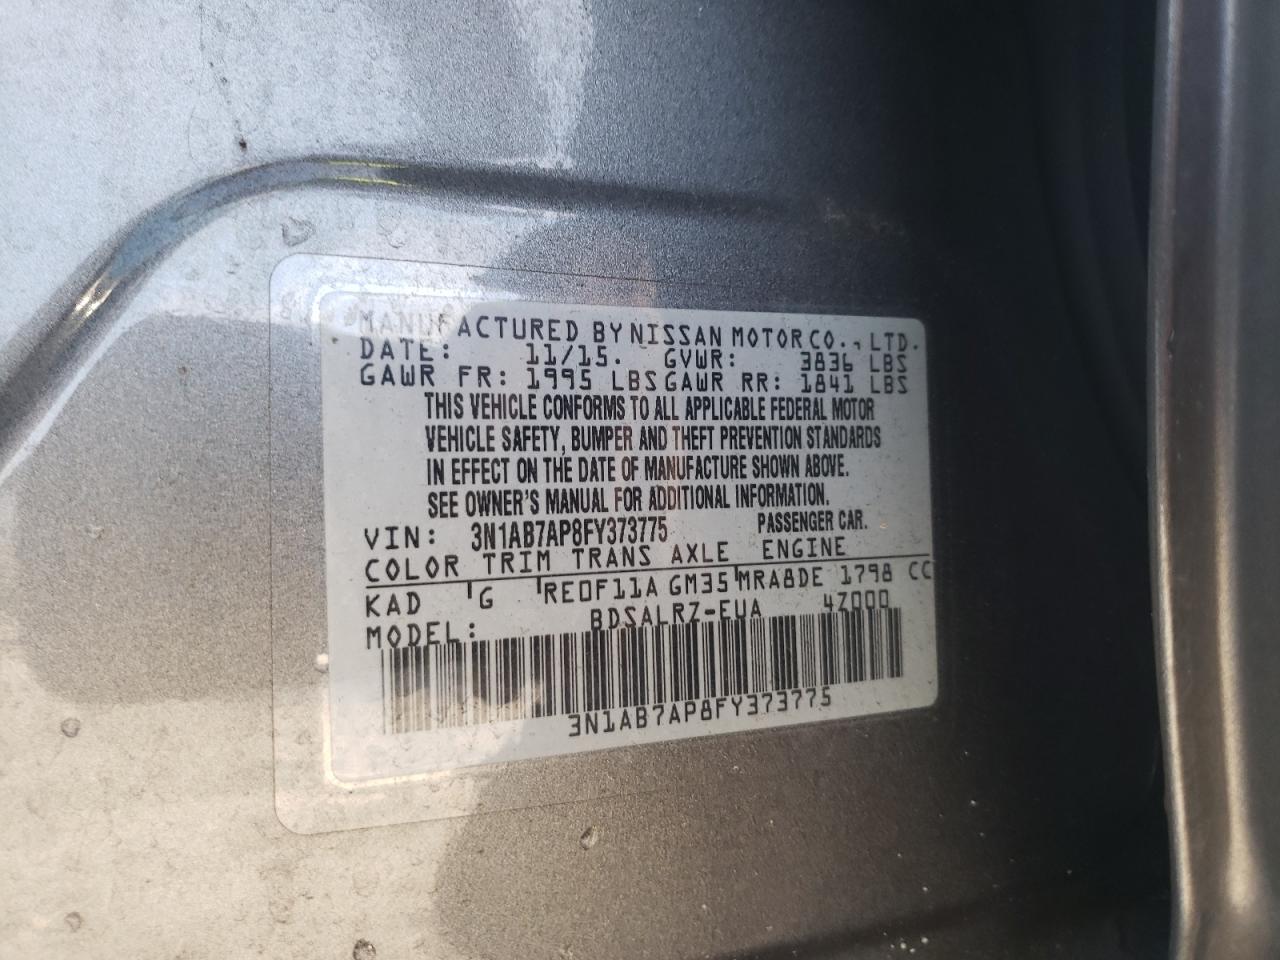 MANUFACTURED BY NISSAN MOTOR CO., LTD.
DATE: 11/15. GVWR: 3836 LBS
GAWR FR: 1995 LBS GAWR RR: 1841 LBS
THIS VEHICLE CONFORMS TO ALL APPLICABLE FEDERAL MOTOR
VEHICLE SAFETY, BUMPER AND THEFT PREVENTION STANDARDS
IN EFFECT ON THE DATE OF MANUFACTURE SHOWN ABOVE.
SEE OWNER'S MANUAL FOR ADDITIONAL INFORMATION.
VIN: 3N1AB7AP8FY373775 PASSENGER CAR.
COLOR TRIM TRANS AXLE ENGINE
KAD G RE0F11A GM35 MRA8DE 1798 CC
MODEL: BDSALRZ-EUA 4Z000
3N1AB7AP8FY373775